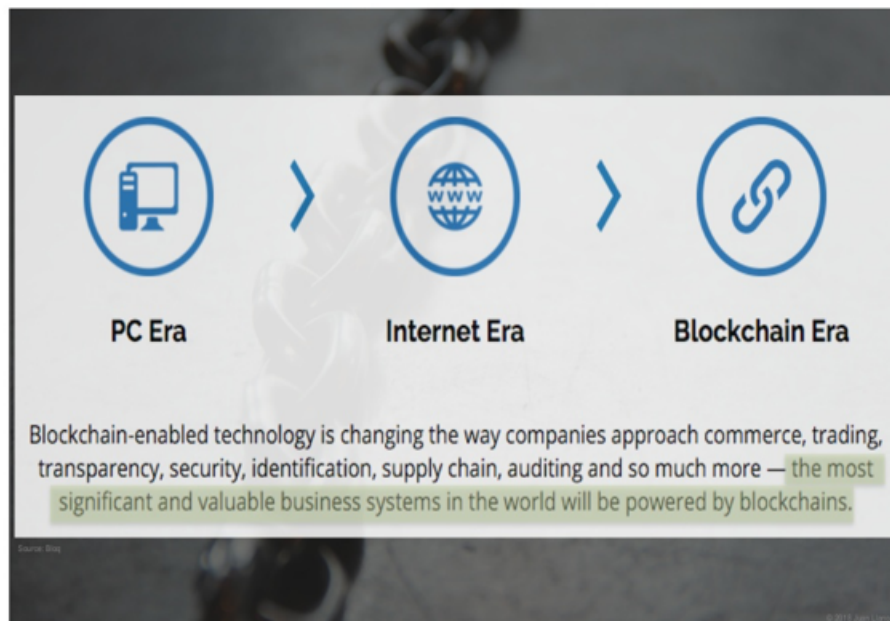 www
PC Era
Internet Era
Blockchain Era
Blockchain-enabled technology is changing the way companies approach commerce, trading,
transparency, security, identification, supply chain, auditing and so much more — the most
significant and valuable business systems in the world will be powered by blockchains.
Source: Bloq
© 2018